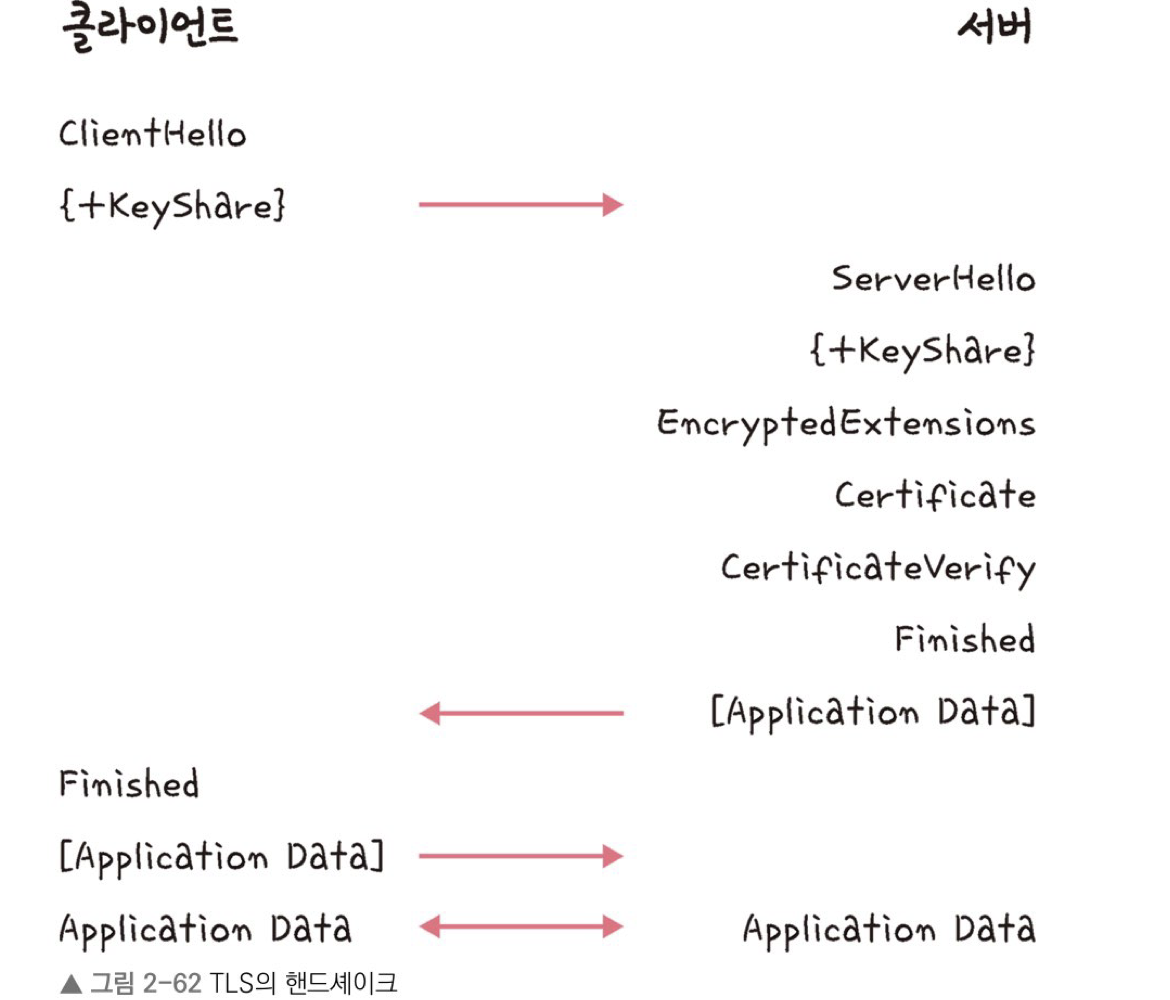 클라이언트 서버
ClientHello
{+KeyShare}
ServerHello
{+KeyShare}
EncryptedExtensions
Certificate
CertificateVerify
Finished
[Application Data]
Finished
[Application Data]
Application Data Application Data
▲ 그림 2-62 TLS의 핸드셰이크